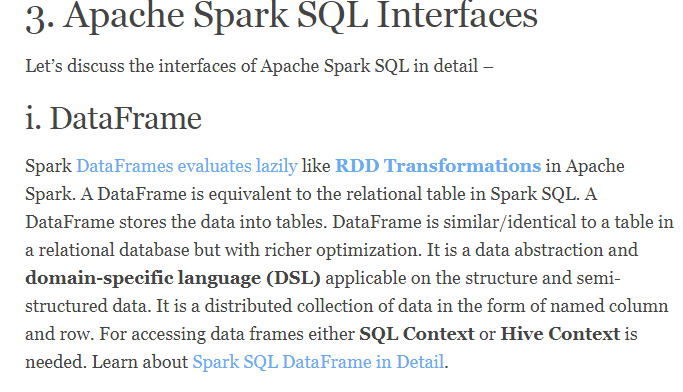 3. Apache Spark SQL Interfaces
Let’s discuss the interfaces of Apache Spark SQL in detail –
i. DataFrame
Spark DataFrames evaluates lazily like RDD Transformations in Apache
Spark. A DataFrame is equivalent to the relational table in Spark SQL. A
DataFrame stores the data into tables. DataFrame is similar/identical to a table in
a relational database but with richer optimization. It is a data abstraction and
domain-specific language (DSL) applicable on the structure and semi-
structured data. It is a distributed collection of data in the form of named column
and row. For accessing data frames either SQL Context or Hive Context is
needed. Learn about Spark SQL DataFrame in Detail.